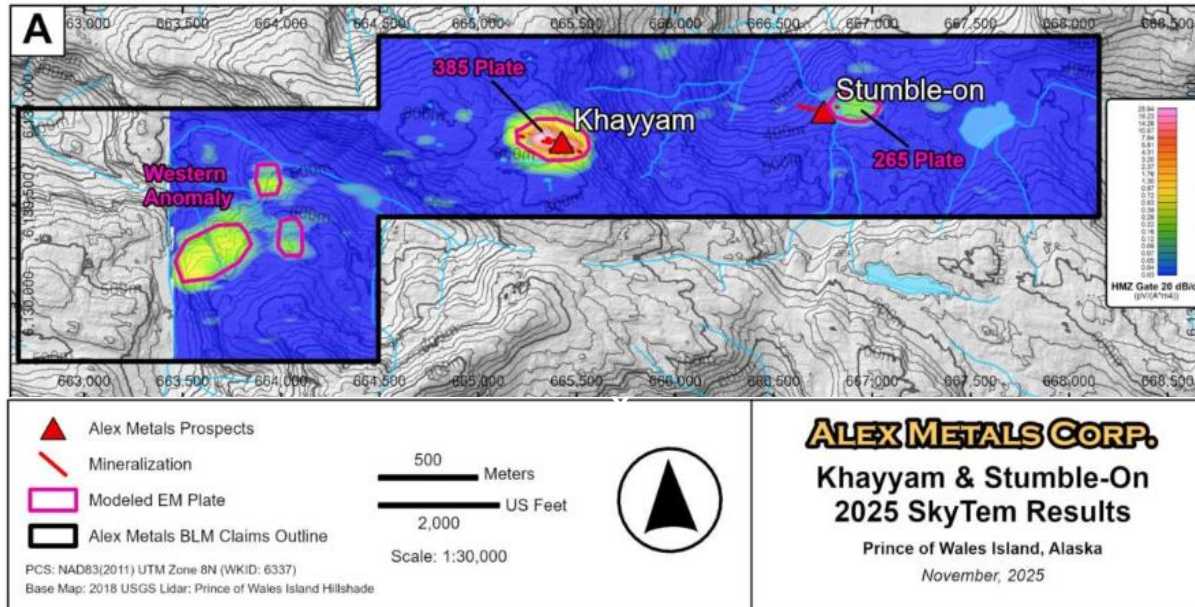 A
663,000 663,500 664,000 664,500 665,000 665,500 666,000 666,500 667,000 667,500 668,000 668,500
385 Plate
Khayyam
Stumble-on
265 Plate
Western
Anomaly
6,130,500
HMZ Gate 20 dB/
(pV/(A*m4))
663,000 663,500 664,000 664,500 665,000 665,500 666,000 666,500 667,000 667,500 668,000 668,500
Alex Metals Prospects
Mineralization
Modeled EM Plate
Alex Metals BLM Claims Outline
500
Meters
US Feet
2,000
Scale: 1:30,000
PCS: NAD83(2011) UTM Zone 8N (WKID: 6337)
Base Map: 2018 USGS Lidar: Prince of Wales Island Hillshade
ALEX METALS CORP.
Khayyam & Stumble-On
2025 SkyTem Results
Prince of Wales Island, Alaska
November, 2025